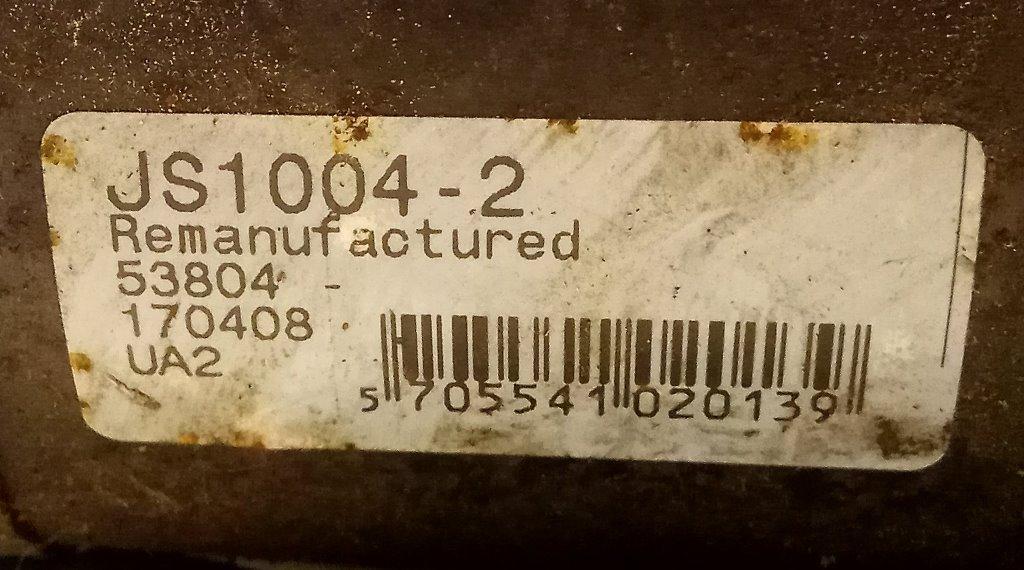 JS1004-2
Remanufactured
53804 -
170408
UA2
5 705541 020139